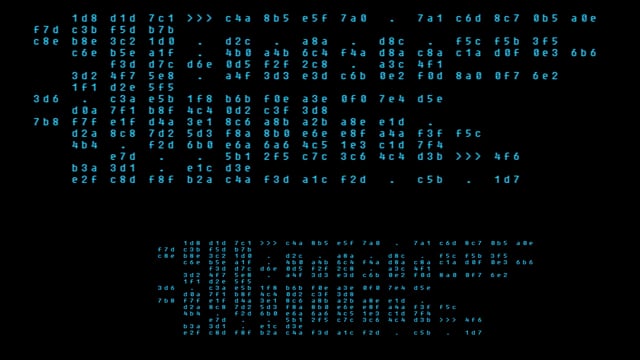 1d8 d1d 7c1 >>> c4a 8b5 e5f 7a0 . 7a1 c6d 8c7 0b5 a0e
f7d c3b f5d b7b
c8e b8e 3c2 1d0 . d2c . a8a . d8c . f5c f5b 3f5
c6e b5e a1f . 4b0 a4b 6c4 f4a d8a c8a c1a d0f 0e3 6b6
f3d d7c d6e 0d5 f2f 2c8 . a3c 4f1
3d2 4f7 5e8 . a4f 3d3 e3d c6b 0e2 f0d 8a0 0f7 6e2
1f1 d2e 5f5
3d6 . c3a e5b 1f8 b6b f0e a3e 0f0 7e4 d5e
d0a 7f1 b8f 4c4 0d2 c3f 3d8
7b8 f7f e1f d4a 3e1 8c6 a8b a2b a8e e1d .
d2a 8c8 7d2 5d3 f8a 8b0 e6e e8f a4a f3f f5c
4b4 . f2d 6b0 e6a 6a6 4c5 1e3 c1d 7f4
e7d . . 5b1 2f5 c7c 3c6 4c4 d3b >>> 4f6
b3a 3d1 . e1c d3e
e2f c8d f8f b2a c4a f3d a1c f2d . c5b . 1d7
1d8 d1d 7c1 >>> c4a 8b5 e5f 7a0 . 7a1 c6d 8c7 0b5 a0e
f7d c3b f5d b7b
c8e b8e 3c2 1d0 . d2c . a8a . d8c . f5c f5b 3f5
c6e b5e a1f . 4b0 a4b 6c4 f4a d8a c8a c1a d0f 0e3 6b6
f3d d7c d6e 0d5 f2f 2c8 . a3c 4f1
3d2 4f7 5e8 . a4f 3d3 e3d c6b 0e2 f0d 8a0 0f7 6e2
1f1 d2e 5f5
3d6 . c3a e5b 1f8 b6b f0e a3e 0f0 7e4 d5e
d0a 7f1 b8f 4c4 0d2 c3f 3d8
7b8 f7f e1f d4a 3e1 8c6 a8b a2b a8e e1d .
d2a 8c8 7d2 5d3 f8a 8b0 e6e e8f a4a f3f f5c
4b4 . f2d 6b0 e6a 6a6 4c5 1e3 c1d 7f4
e7d . . 5b1 2f5 c7c 3c6 4c4 d3b >>> 4f6
b3a 3d1 . e1c d3e
e2f c8d f8f b2a c4a f3d a1c f2d . c5b . 1d7